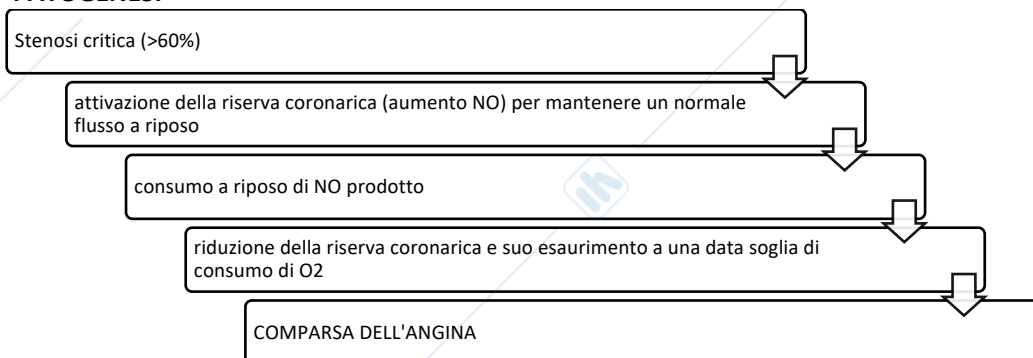 Stenosi critica (>60%)
attivazione della riserva coronarica (aumento NO) per mantenere un normale
flusso a riposo
consumo a riposo di NO prodotto
riduzione della riserva coronarica e suo esaurimento a una data soglia di
consumo di O2
COMPARSA DELL'ANGINA